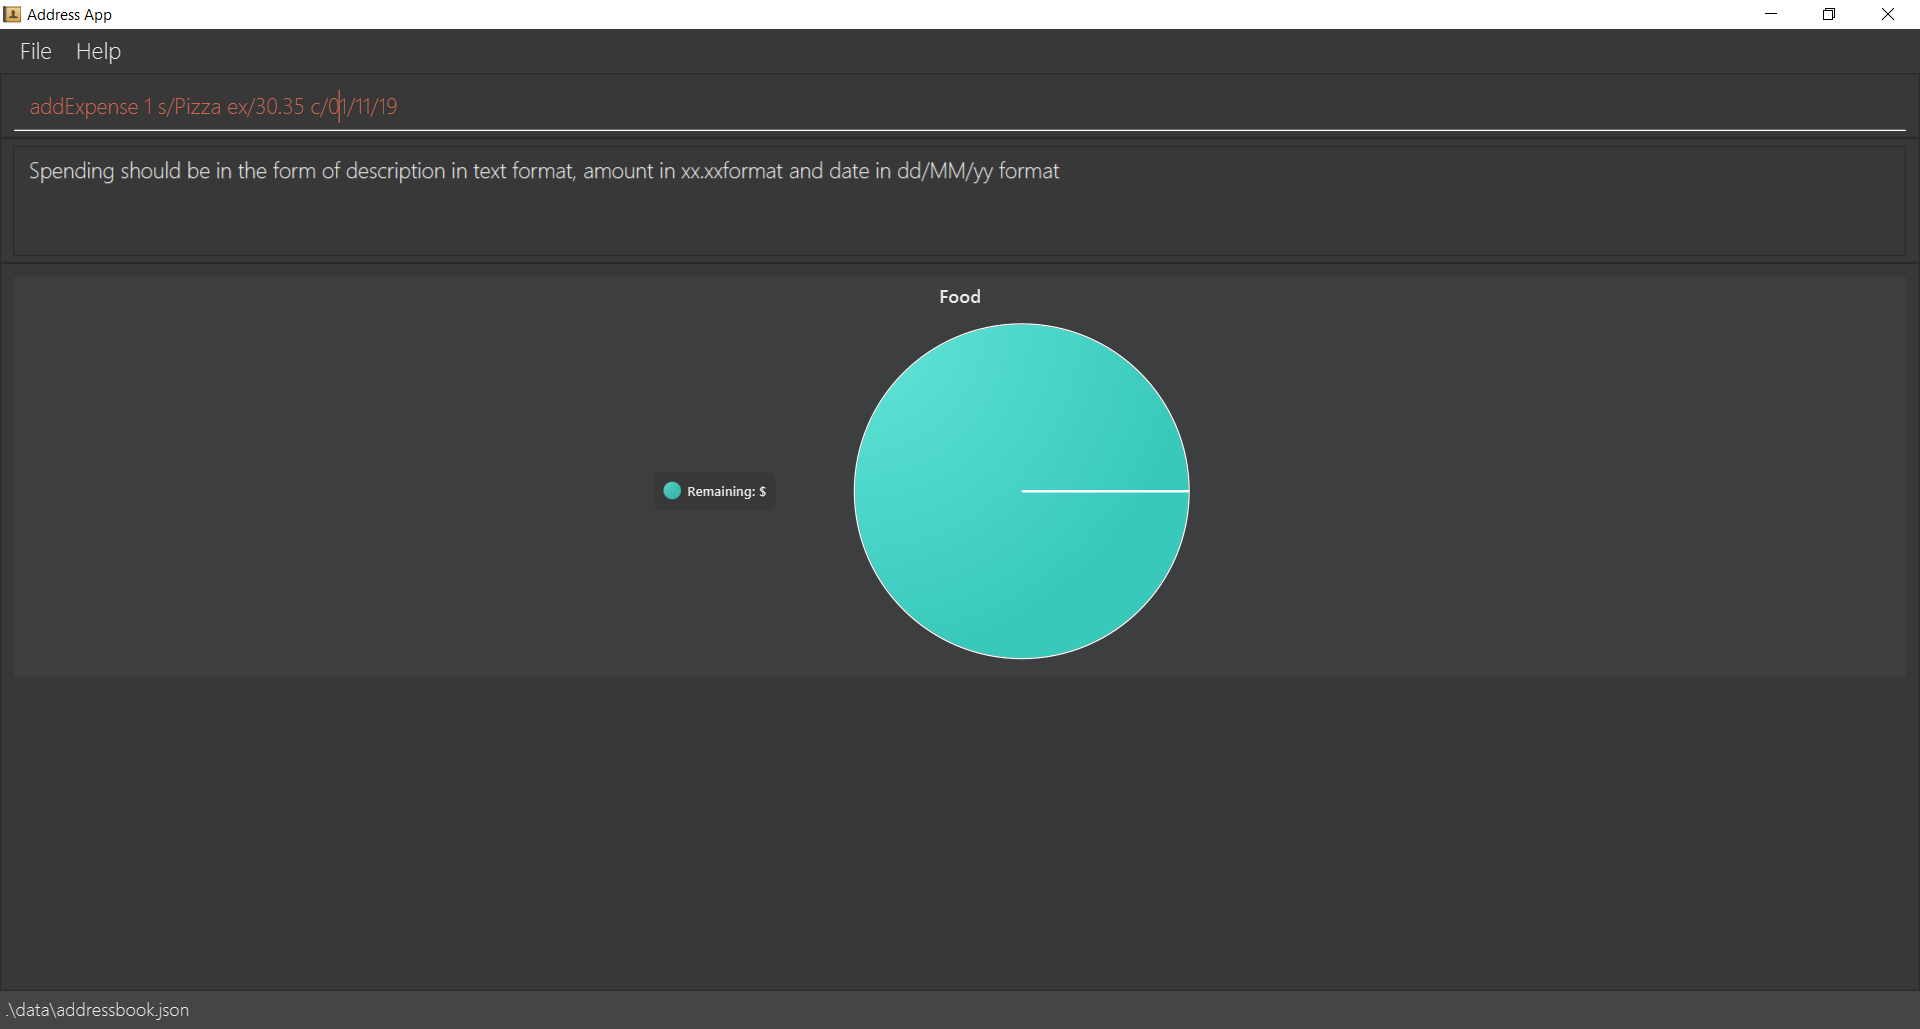 Address App
File Help
addExpense 1 s/Pizza ex/30.35 c/01/11/19
Spending should be in the form of description in text format, amount in xx.xxformat and date in dd/MM/yy format
Food
Remaining: $
.\data\addressbook.json